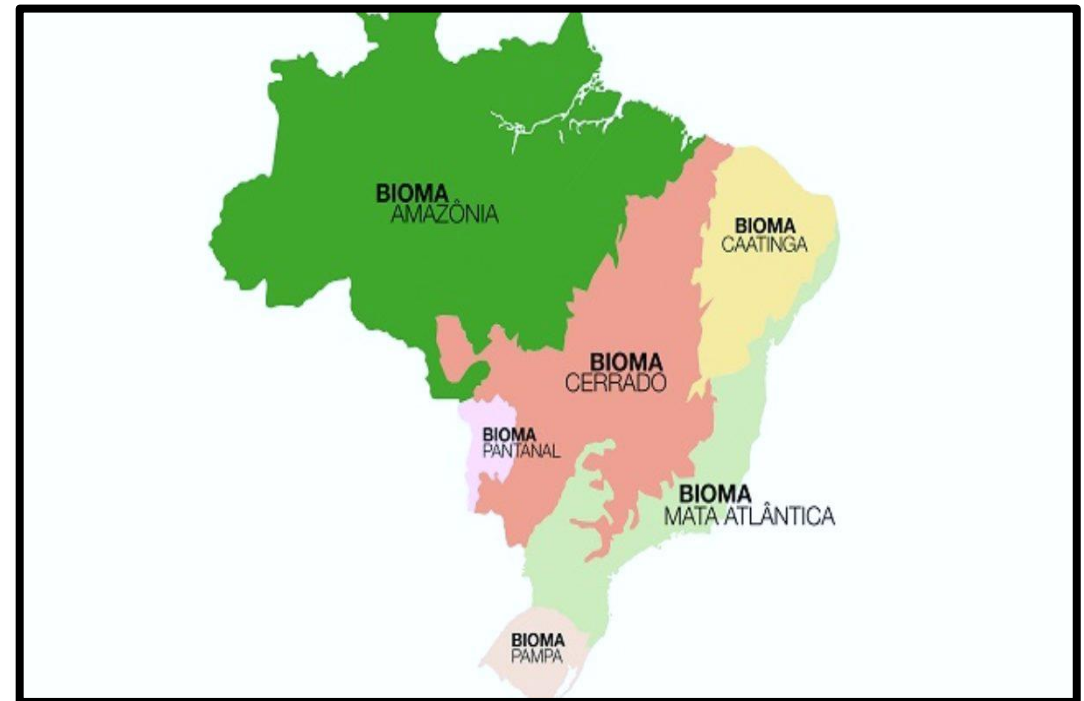 BIOMA
AMAZÔNIA
BIOMA
CAATINGA
BIOMA
CERRADO
BIOMA
PANTANAL
BIOMA
MATA ATLÂNTICA
BIOMA
PAMPA